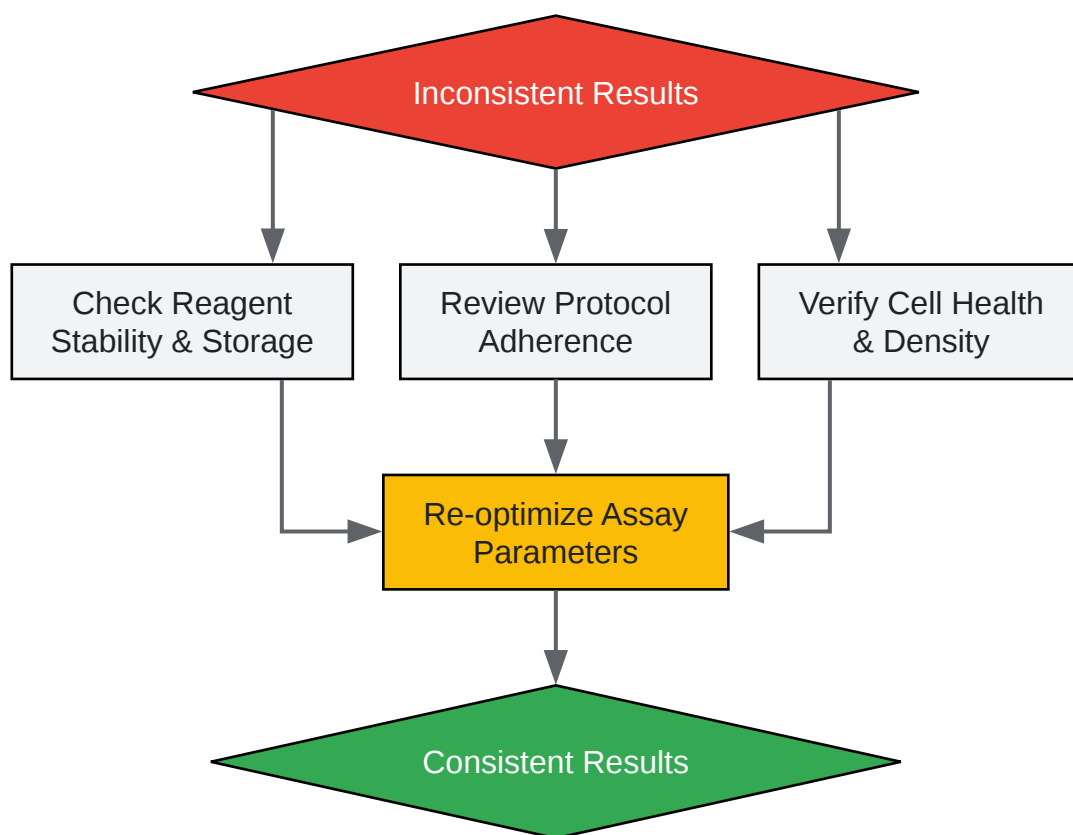 Inconsistent Results
Check Reagent
Stability & Storage
Review Protocol
Adherence
Verify Cell Health
& Density
Re-optimize Assay
Parameters
Consistent Results